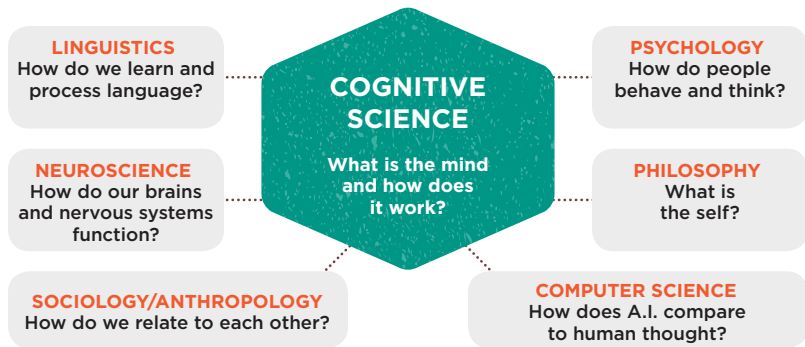 LINGUISTICS
How do we learn and
process language?
COGNITIVE
SCIENCE
What is the mind
and how does
it work?
PSYCHOLOGY
How do people
behave and think?
NEUROSCIENCE
How do our brains
and nervous systems
function?
PHILOSOPHY
What is
the self?
SOCIOLOGY/ANTHROPOLOGY
How do we relate to each other?
COMPUTER SCIENCE
How does A.I. compare
to human thought?